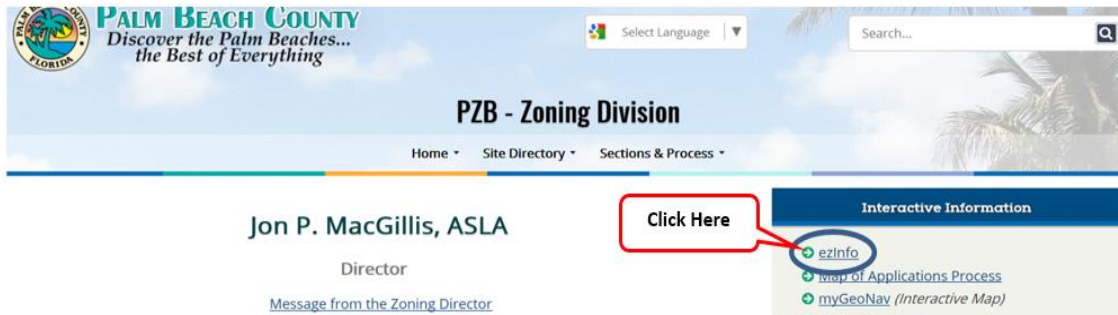 PALM BEACH COUNTY
Discover the Palm Beaches...
the Best of Everything
PALM
FLORIDA
Select Language
Search...
PZB - Zoning Division
Home Site Directory Sections & Process
Jon P. MacGillis, ASLA
Director
Message from the Zoning Director
Click Here
Interactive Information
ezInfo
Map of Applications Process
myGeoNav (Interactive Map)